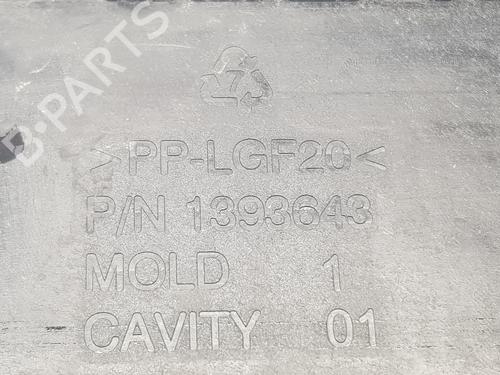 B-PARTS
7
>PP-LGF20<
P/N 1393643
MOLD 1
CAVITY 01